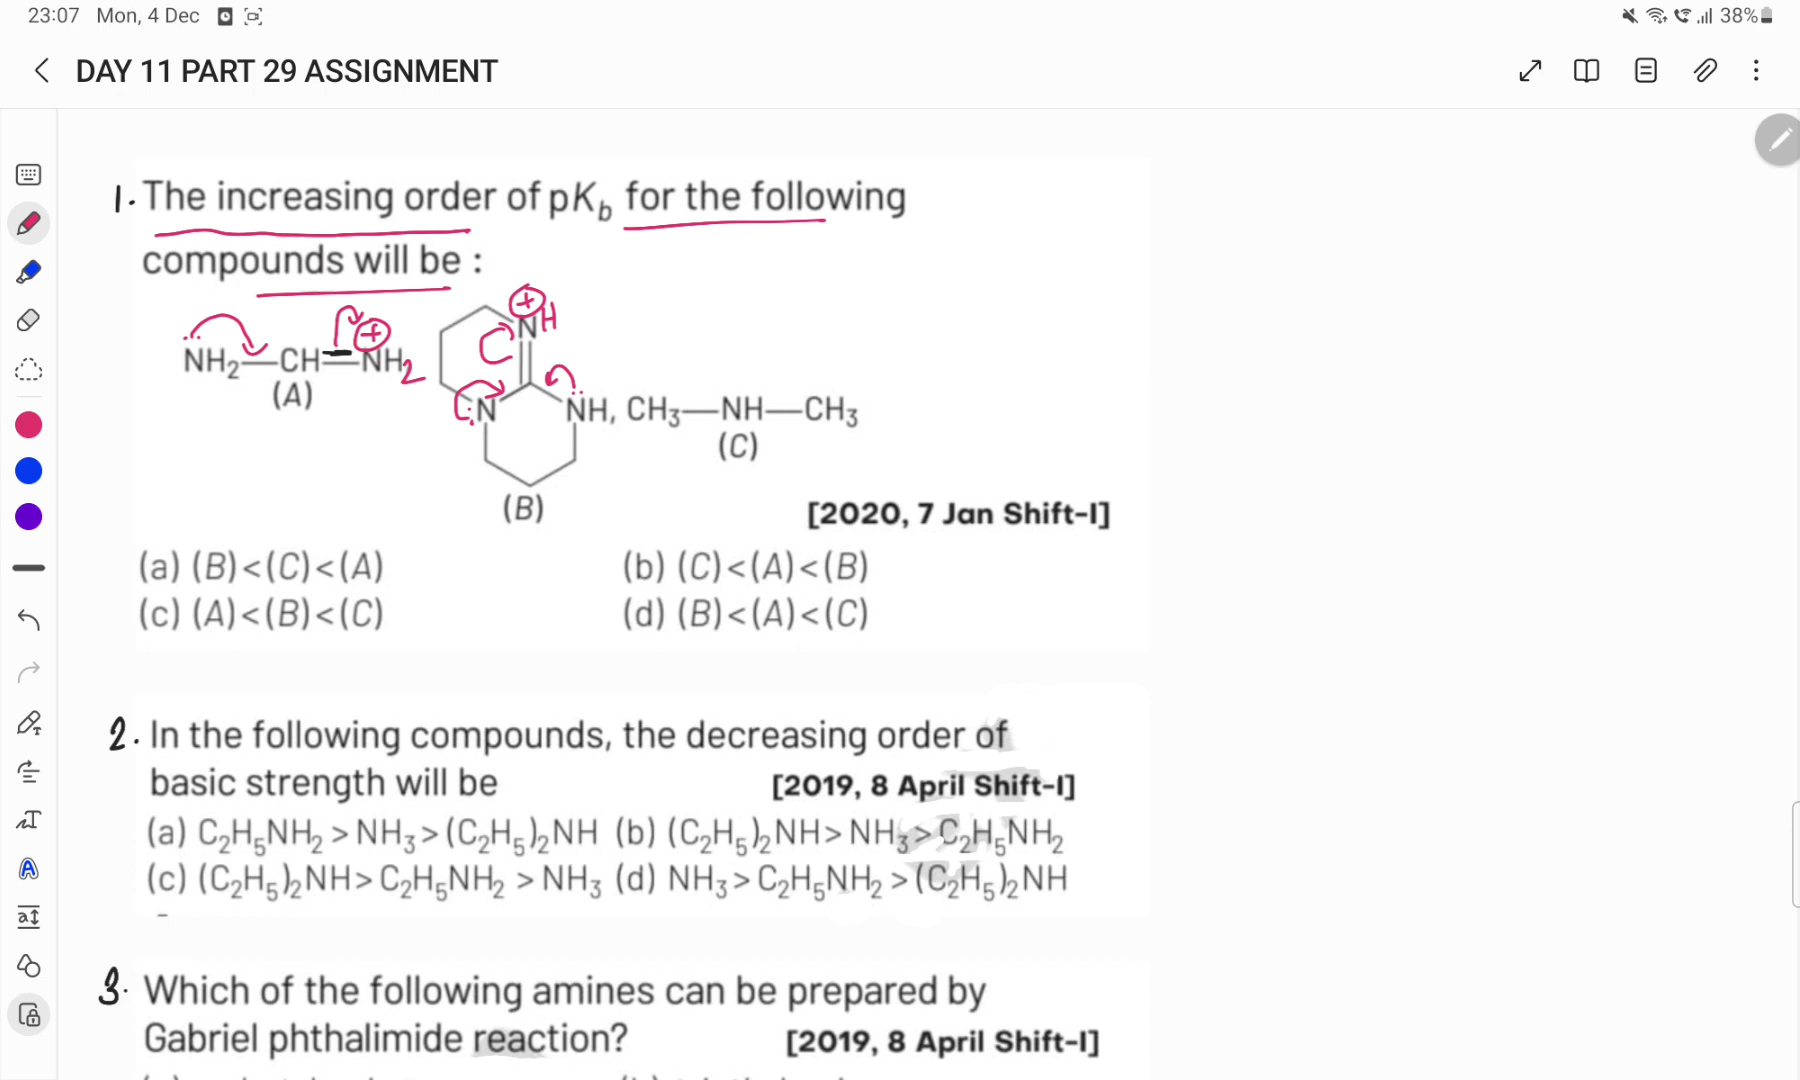 23:07 Mon, 4 Dec 38%
DAY 11 PART 29 ASSIGNMENT
1. The increasing order of pK_b for the following
compounds will be :
⊕
NH₂—CH=NH₂ ⊕ NH
(A)
N NH, CH₃—NH—CH₃
(C)
(B)
[2020, 7 Jan Shift-I]
(a) (B)<(C)<(A) (b) (C)<(A)<(B)
(c) (A)<(B)<(C) (d) (B)<(A)<(C)
2. In the following compounds, the decreasing order of
basic strength will be [2019, 8 April Shift-I]
(a) C₂H₅NH₂ > NH₃ > (C₂H₅)₂NH (b) (C₂H₅)₂NH > NH₃ > C₂H₅NH₂
(c) (C₂H₅)₂NH > C₂H₅NH₂ > NH₃ (d) NH₃ > C₂H₅NH₂ > (C₂H₅)₂NH
3. Which of the following amines can be prepared by
Gabriel phthalimide reaction? [2019, 8 April Shift-I]